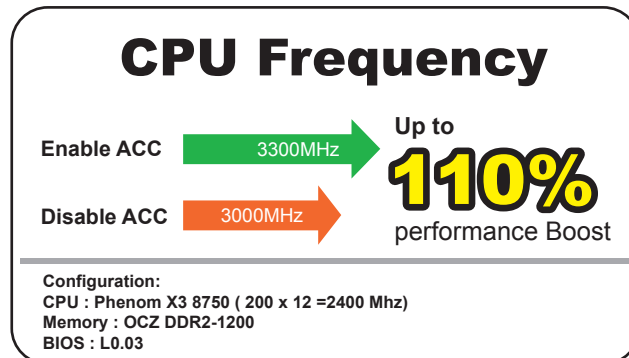 CPU Frequency
Enable ACC
3300MHz
Disable ACC
3000MHz
Up to
110%
performance Boost
Configuration:
CPU : Phenom X3 8750 ( 200 x 12 =2400 Mhz)
Memory : OCZ DDR2-1200
BIOS : L0.03